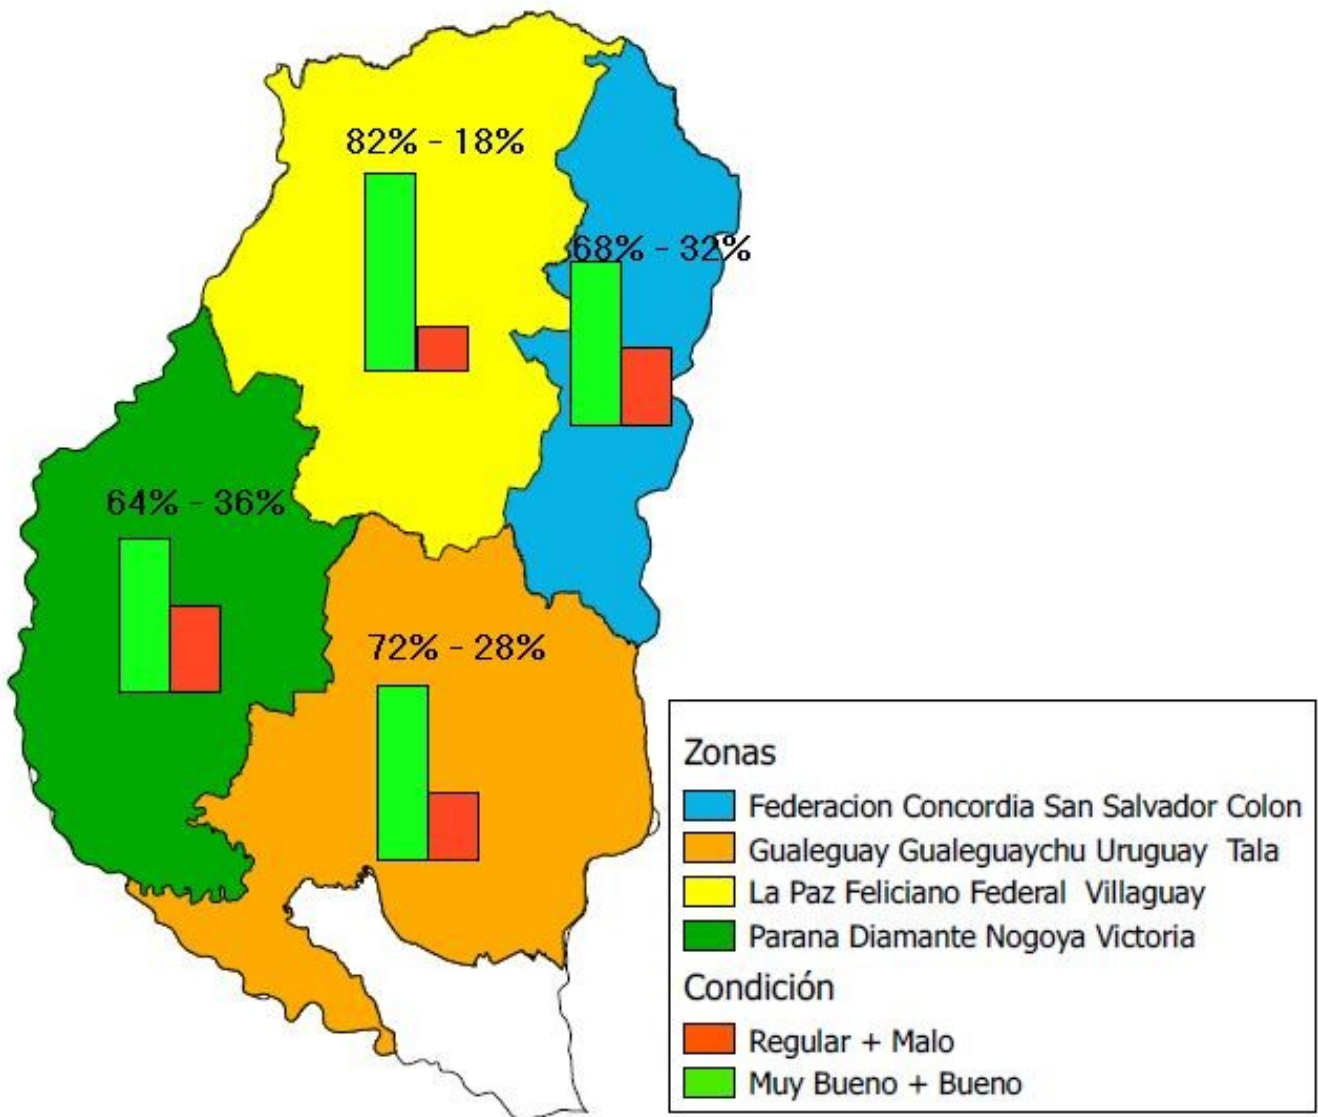 82% - 18%
68% - 32%
64% - 36%
72% - 28%
Zonas
Federacion Concordia San Salvador Colon
Gualeguay Gualeguaychu Uruguay  Tala
La Paz Feliciano Federal  Villaguay
Parana Diamante Nogoya Victoria
Condición
Regular + Malo
Muy Bueno + Bueno